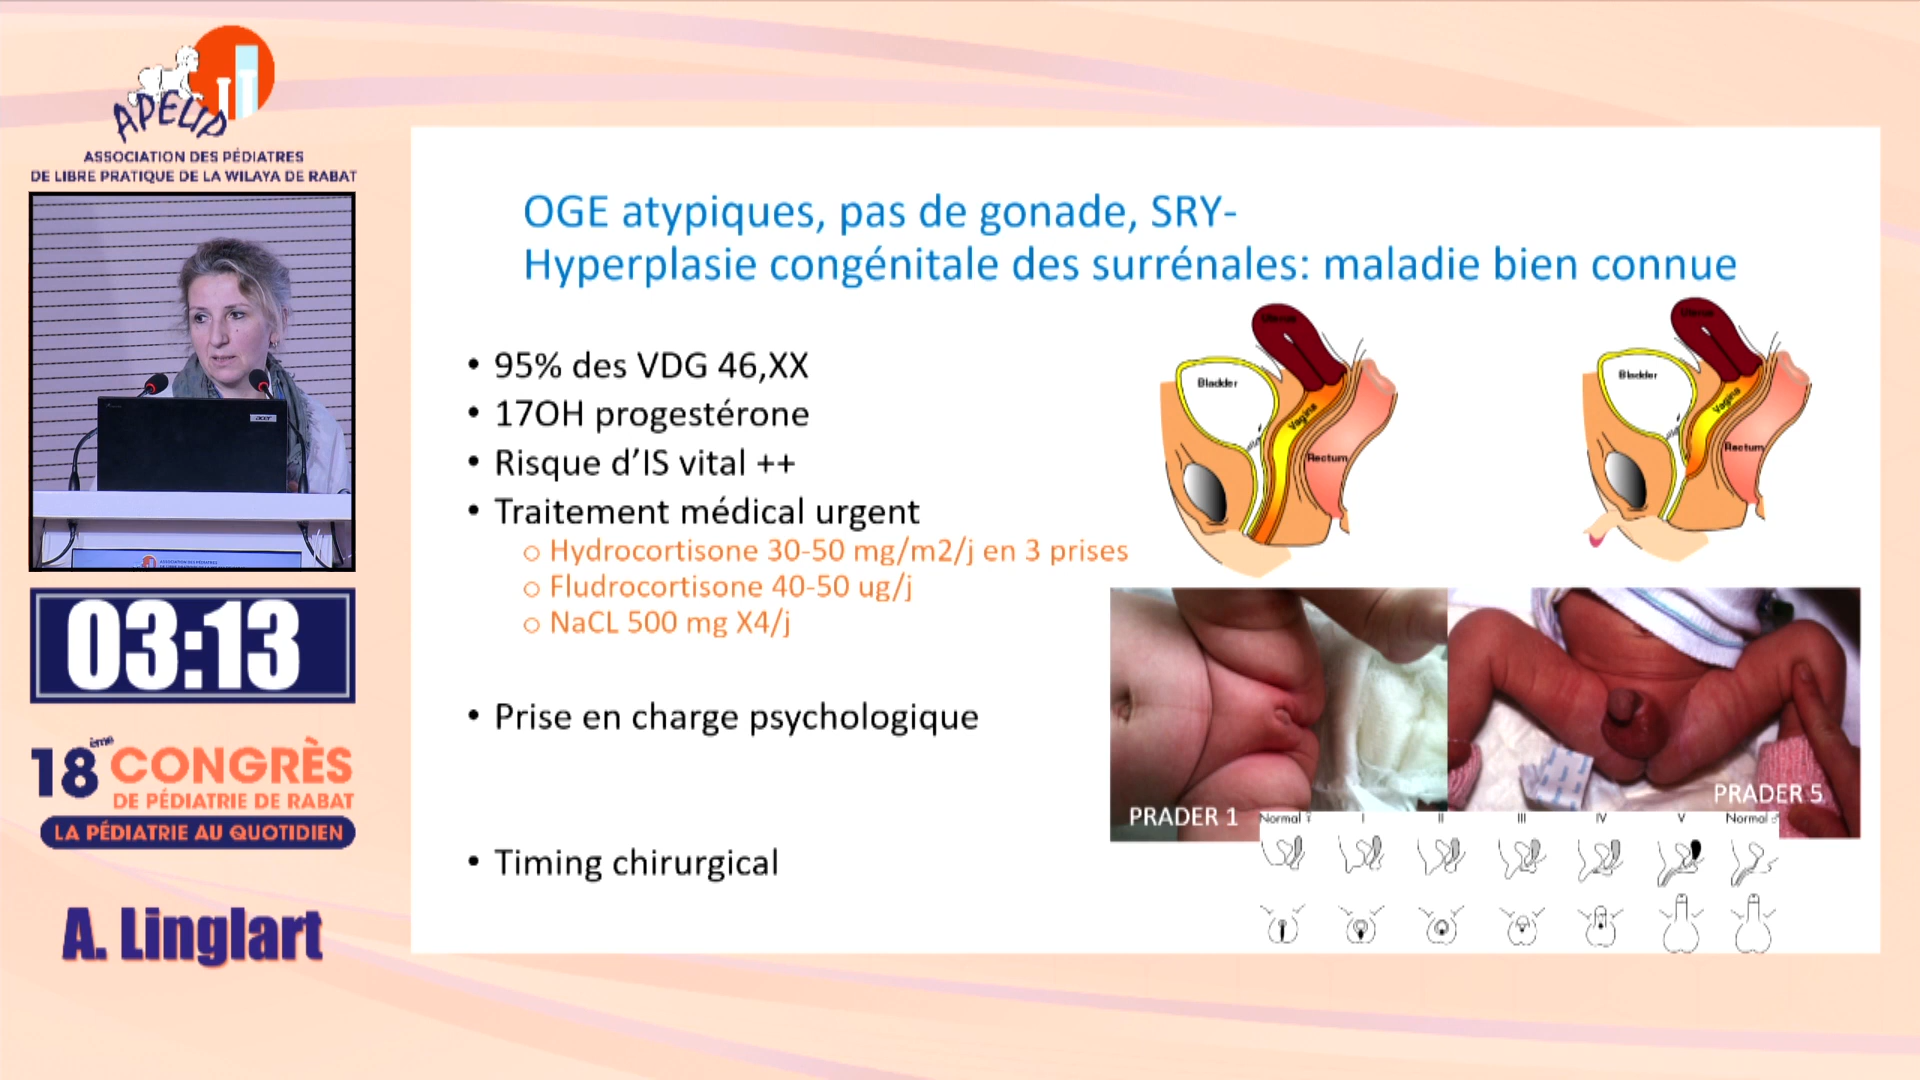 APELIP
ASSOCIATION DES PÉDIATRES
DE LIBRE PRATIQUE DE LA WILAYA DE RABAT
acer
03:13
18ème CONGRÈS
DE PÉDIATRIE DE RABAT
LA PÉDIATRIE AU QUOTIDIEN
A. Linglart
OGE atypiques, pas de gonade, SRY-
Hyperplasie congénitale des surrénales: maladie bien connue
• 95% des VDG 46,XX
• 17OH progestérone
• Risque d’IS vital ++
• Traitement médical urgent
o Hydrocortisone 30-50 mg/m2/j en 3 prises
o Fludrocortisone 40-50 ug/j
o NaCL 500 mg X4/j
• Prise en charge psychologique
• Timing chirurgical
Uterus
Bladder
Vagina
Rectum
Uterus
Bladder
Vagina
Rectum
PRADER 1
PRADER 5
Normal ♀ I II III IV V Normal ♂